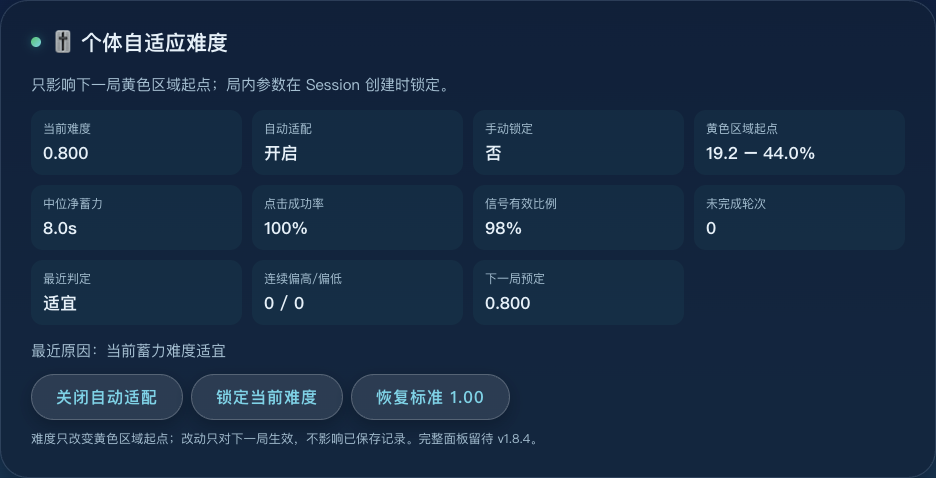 个体自适应难度
只影响下一局黄色区域起点；局内参数在 Session 创建时锁定。
当前难度
0.800
自动适配
开启
手动锁定
否
黄色区域起点
19.2 — 44.0%
中位净蓄力
8.0s
点击成功率
100%
信号有效比例
98%
未完成轮次
0
最近判定
适宜
连续偏高/偏低
0 / 0
下一局预定
0.800
最近原因：当前蓄力难度适宜
关闭自动适配
锁定当前难度
恢复标准 1.00
难度只改变黄色区域起点；改动只对下一局生效，不影响已保存记录。完整面板留待 v1.8.4。